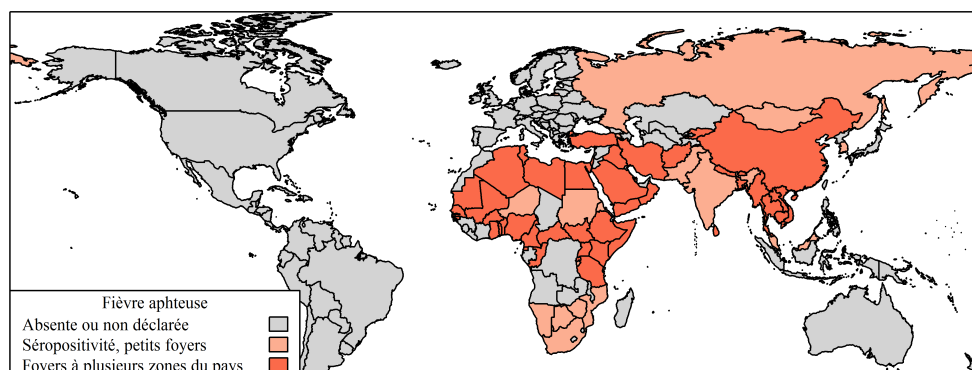 Fièvre aphteuse
Absente ou non déclarée
Séropositivité, petits foyers
Foyers à plusieurs zones du pays